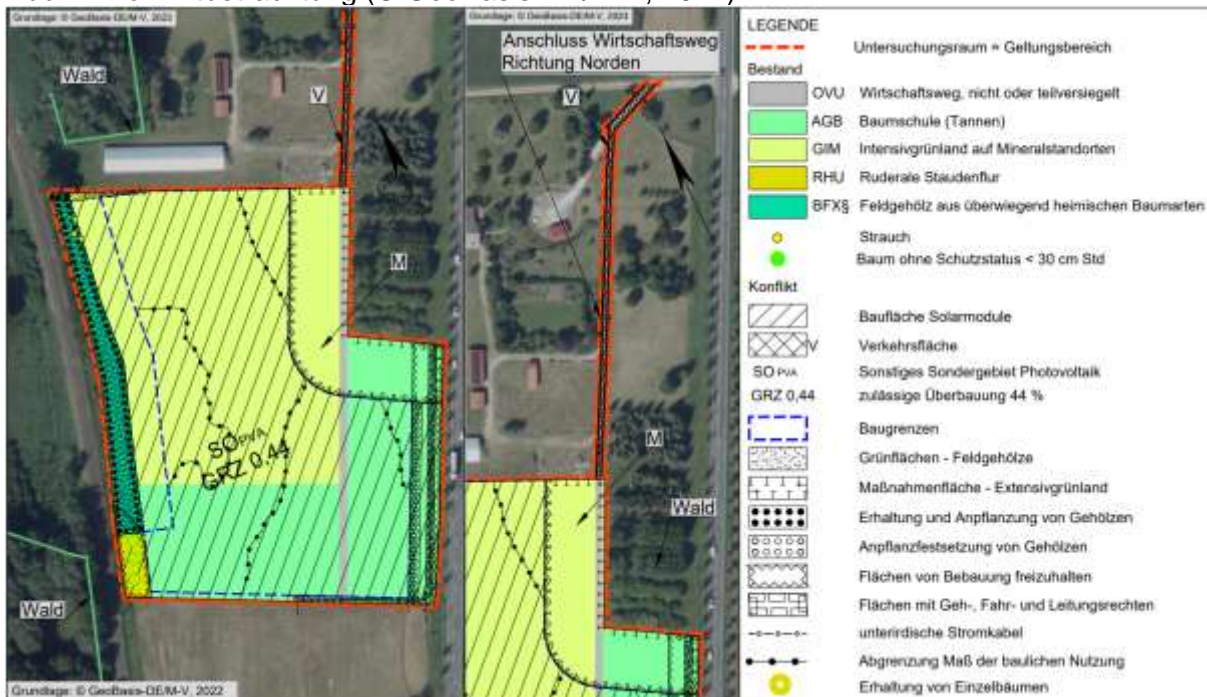 Grundlage: © GeoBasis-DE/M-V, 2023
Wald
V
M
SO PVA
GRZ 0,44
Wald
Grundlage: © GeoBasis-DE/M-V, 2022
Grundlage: © GeoBasis-DE/M-V, 2023
Anschluss Wirtschaftsweg
Richtung Norden
V
M
Wald
LEGENDE
Untersuchungsraum = Geltungsbereich
Bestand
OVU Wirtschaftsweg, nicht oder teilversiegelt
AGB Baumschule (Tannen)
GIM Intensivgrünland auf Mineralstandorten
RHU Ruderale Staudenflur
BFX§ Feldgehölz aus überwiegend heimischen Baumarten
Strauch
Baum ohne Schutzstatus < 30 cm Std
Konflikt
Baufläche Solarmodule
V Verkehrsfläche
SO PVA Sonstiges Sondergebiet Photovoltaik
GRZ 0,44 zulässige Überbauung 44 %
Baugrenzen
Grünflächen - Feldgehölze
Maßnahmenfläche - Extensivgrünland
Erhaltung und Anpflanzung von Gehölzen
Anpflanzfestsetzung von Gehölzen
Flächen von Bebauung freizuhalten
Flächen mit Geh-, Fahr- und Leitungsrechten
unterirdische Stromkabel
Abgrenzung Maß der baulichen Nutzung
Erhaltung von Einzelbäumen